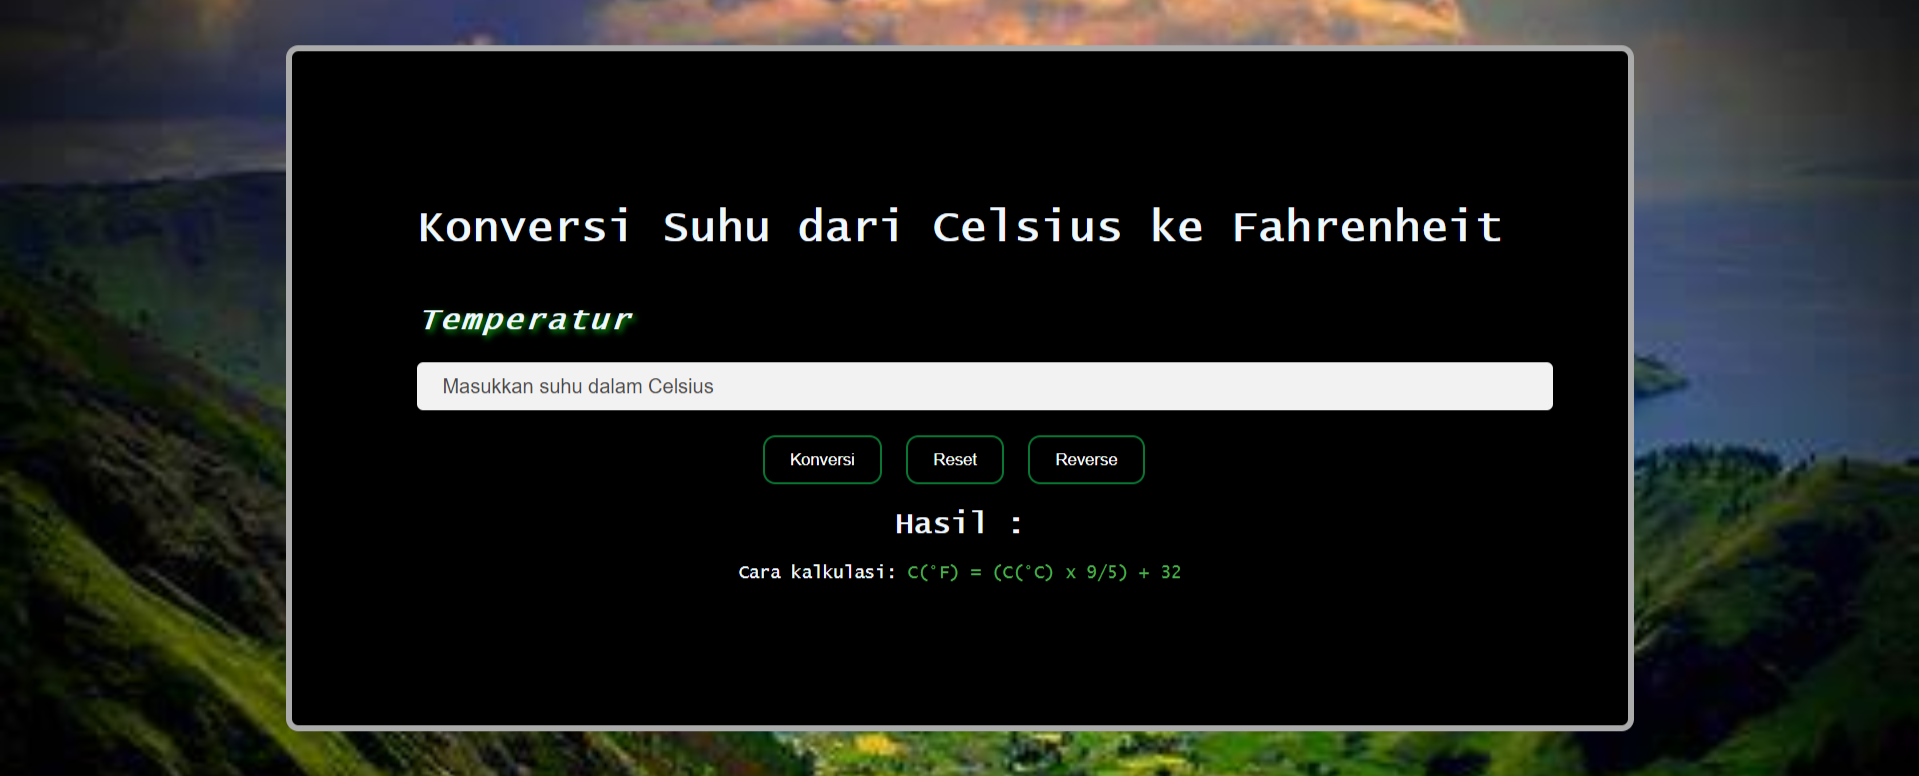 Konversi Suhu dari Celsius ke Fahrenheit
Temperatur
Masukkan suhu dalam Celsius
Konversi Reset Reverse
Hasil :
Cara kalkulasi: C(°F) = (C(°C) x 9/5) + 32